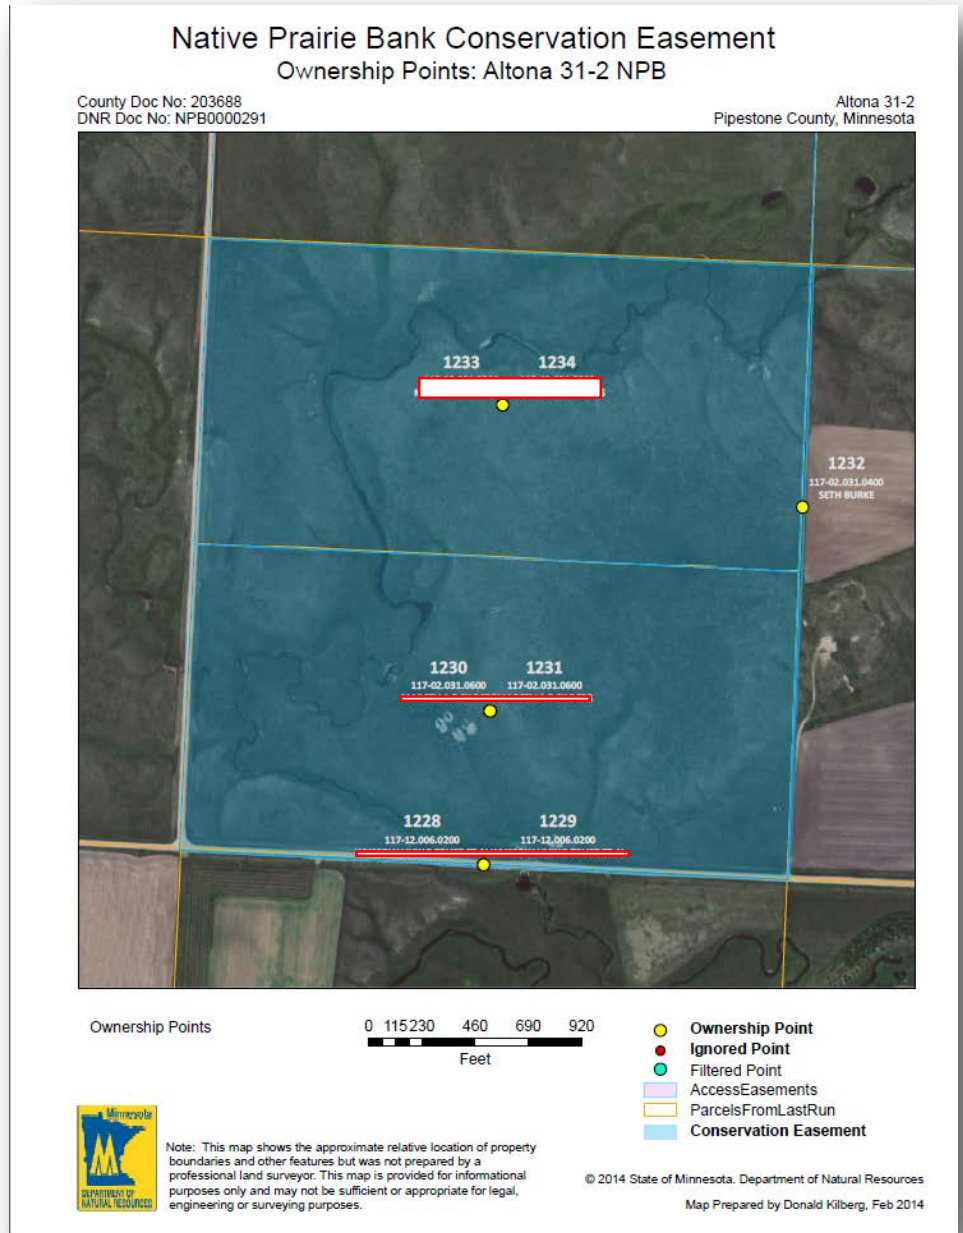 Native Prairie Bank Conservation Easement
Ownership Points: Altona 31-2 NPB
County Doc No: 203688
DNR Doc No: NPB0000291
Altona 31-2
Pipestone County, Minnesota
1233 1234
1232
117-02.031.0400
SETH BURKE
1230 1231
117-02.031.0600 117-02.031.0600
1228 1229
117-12.006.0200 117-12.006.0200
Ownership Points
0 115 230 460 690 920
Feet
Ownership Point
Ignored Point
Filtered Point
AccessEasements
ParcelsFromLastRun
Conservation Easement
Minnesota
DEPARTMENT OF
NATURAL RESOURCES
Note: This map shows the approximate relative location of property
boundaries and other features but was not prepared by a
professional land surveyor. This map is provided for informational
purposes only and may not be sufficient or appropriate for legal,
engineering or surveying purposes.
© 2014 State of Minnesota. Department of Natural Resources
Map Prepared by Donald Kilberg, Feb 2014